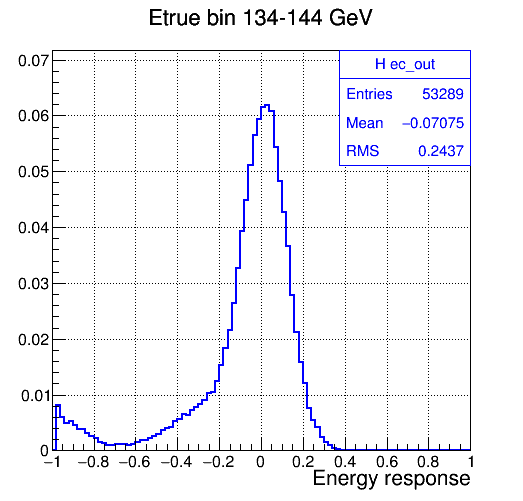 Etrue bin 134-144 GeV
H ec_out
Entries 53289
Mean −0.07075
RMS 0.2437
0.07
0.06
0.05
0.04
0.03
0.02
0.01
0
−1 −0.8 −0.6 −0.4 −0.2 0 0.2 0.4 0.6 0.8 1
Energy response